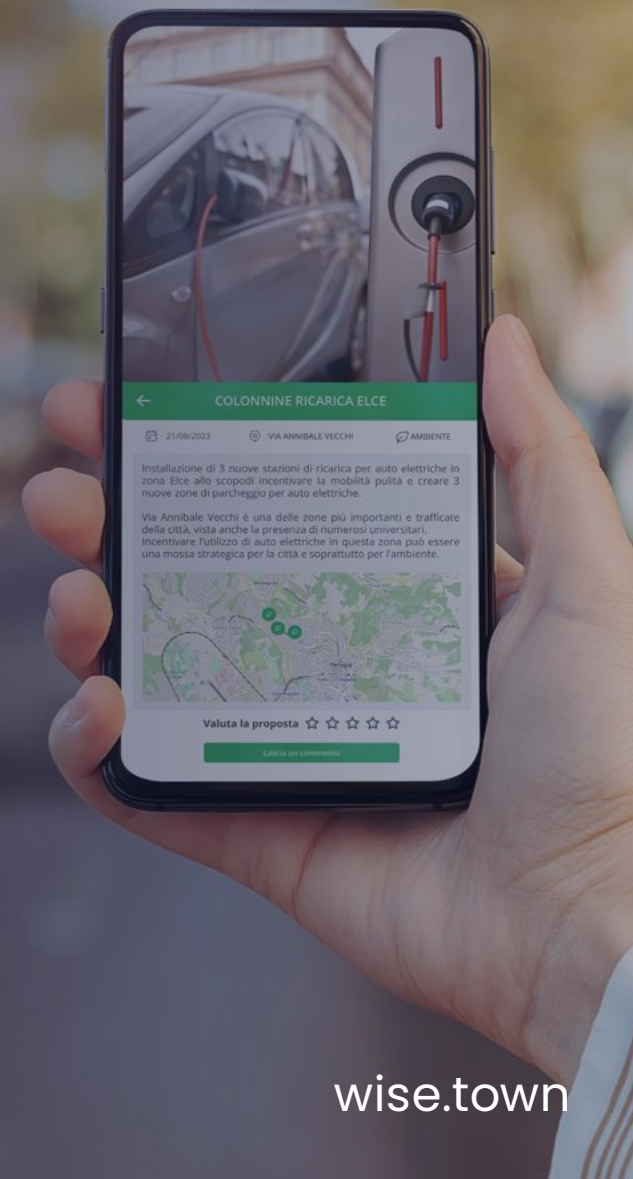 COLONNINE RICARICA ELCE
21/08/2023 VIA ANNIBALE VECCHI AMBIENTE
Installazione di 3 nuove stazioni di ricarica per auto elettriche in
zona Elce allo scopodi incentivare la mobilità pulità e creare 3
nuove zone di parcheggio per auto elettriche.
Via Annibale Vecchi é una delle zone più importanti e trafficate
della città, vista anche la presenza di numerosi universitari.
Incentivare l'utilizzo di auto elettriche in questa zona può essere
una mossa strategica per la città e soprattutto per l'ambiente.
Perugia
Valuta la proposta
Lascia un commento
wise.town